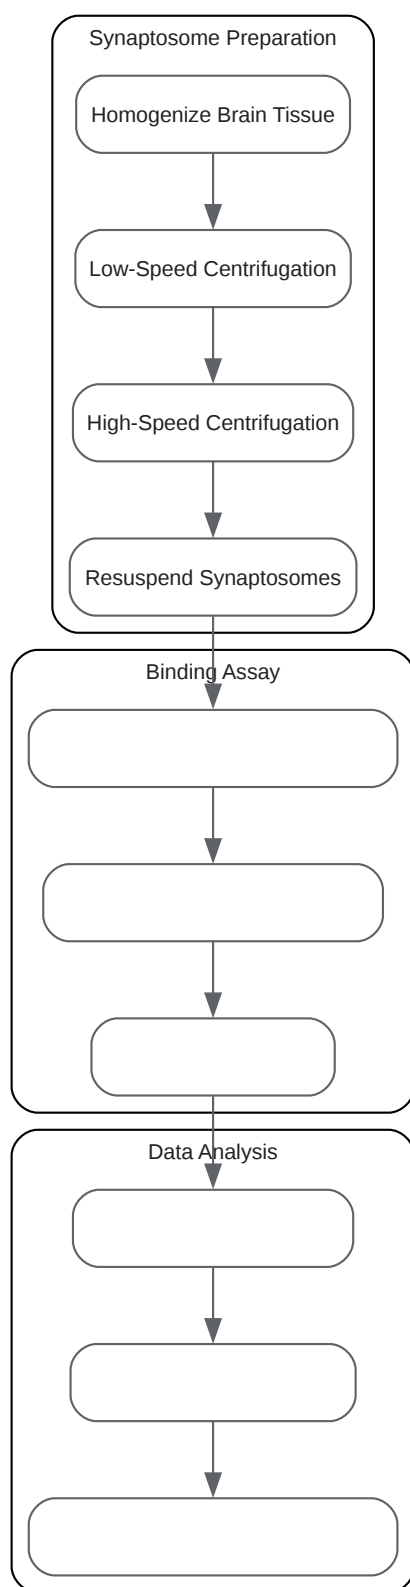 Synaptosome Preparation
Homogenize Brain Tissue
Low-Speed Centrifugation
High-Speed Centrifugation
Resuspend Synaptosomes
Binding Assay
Data Analysis